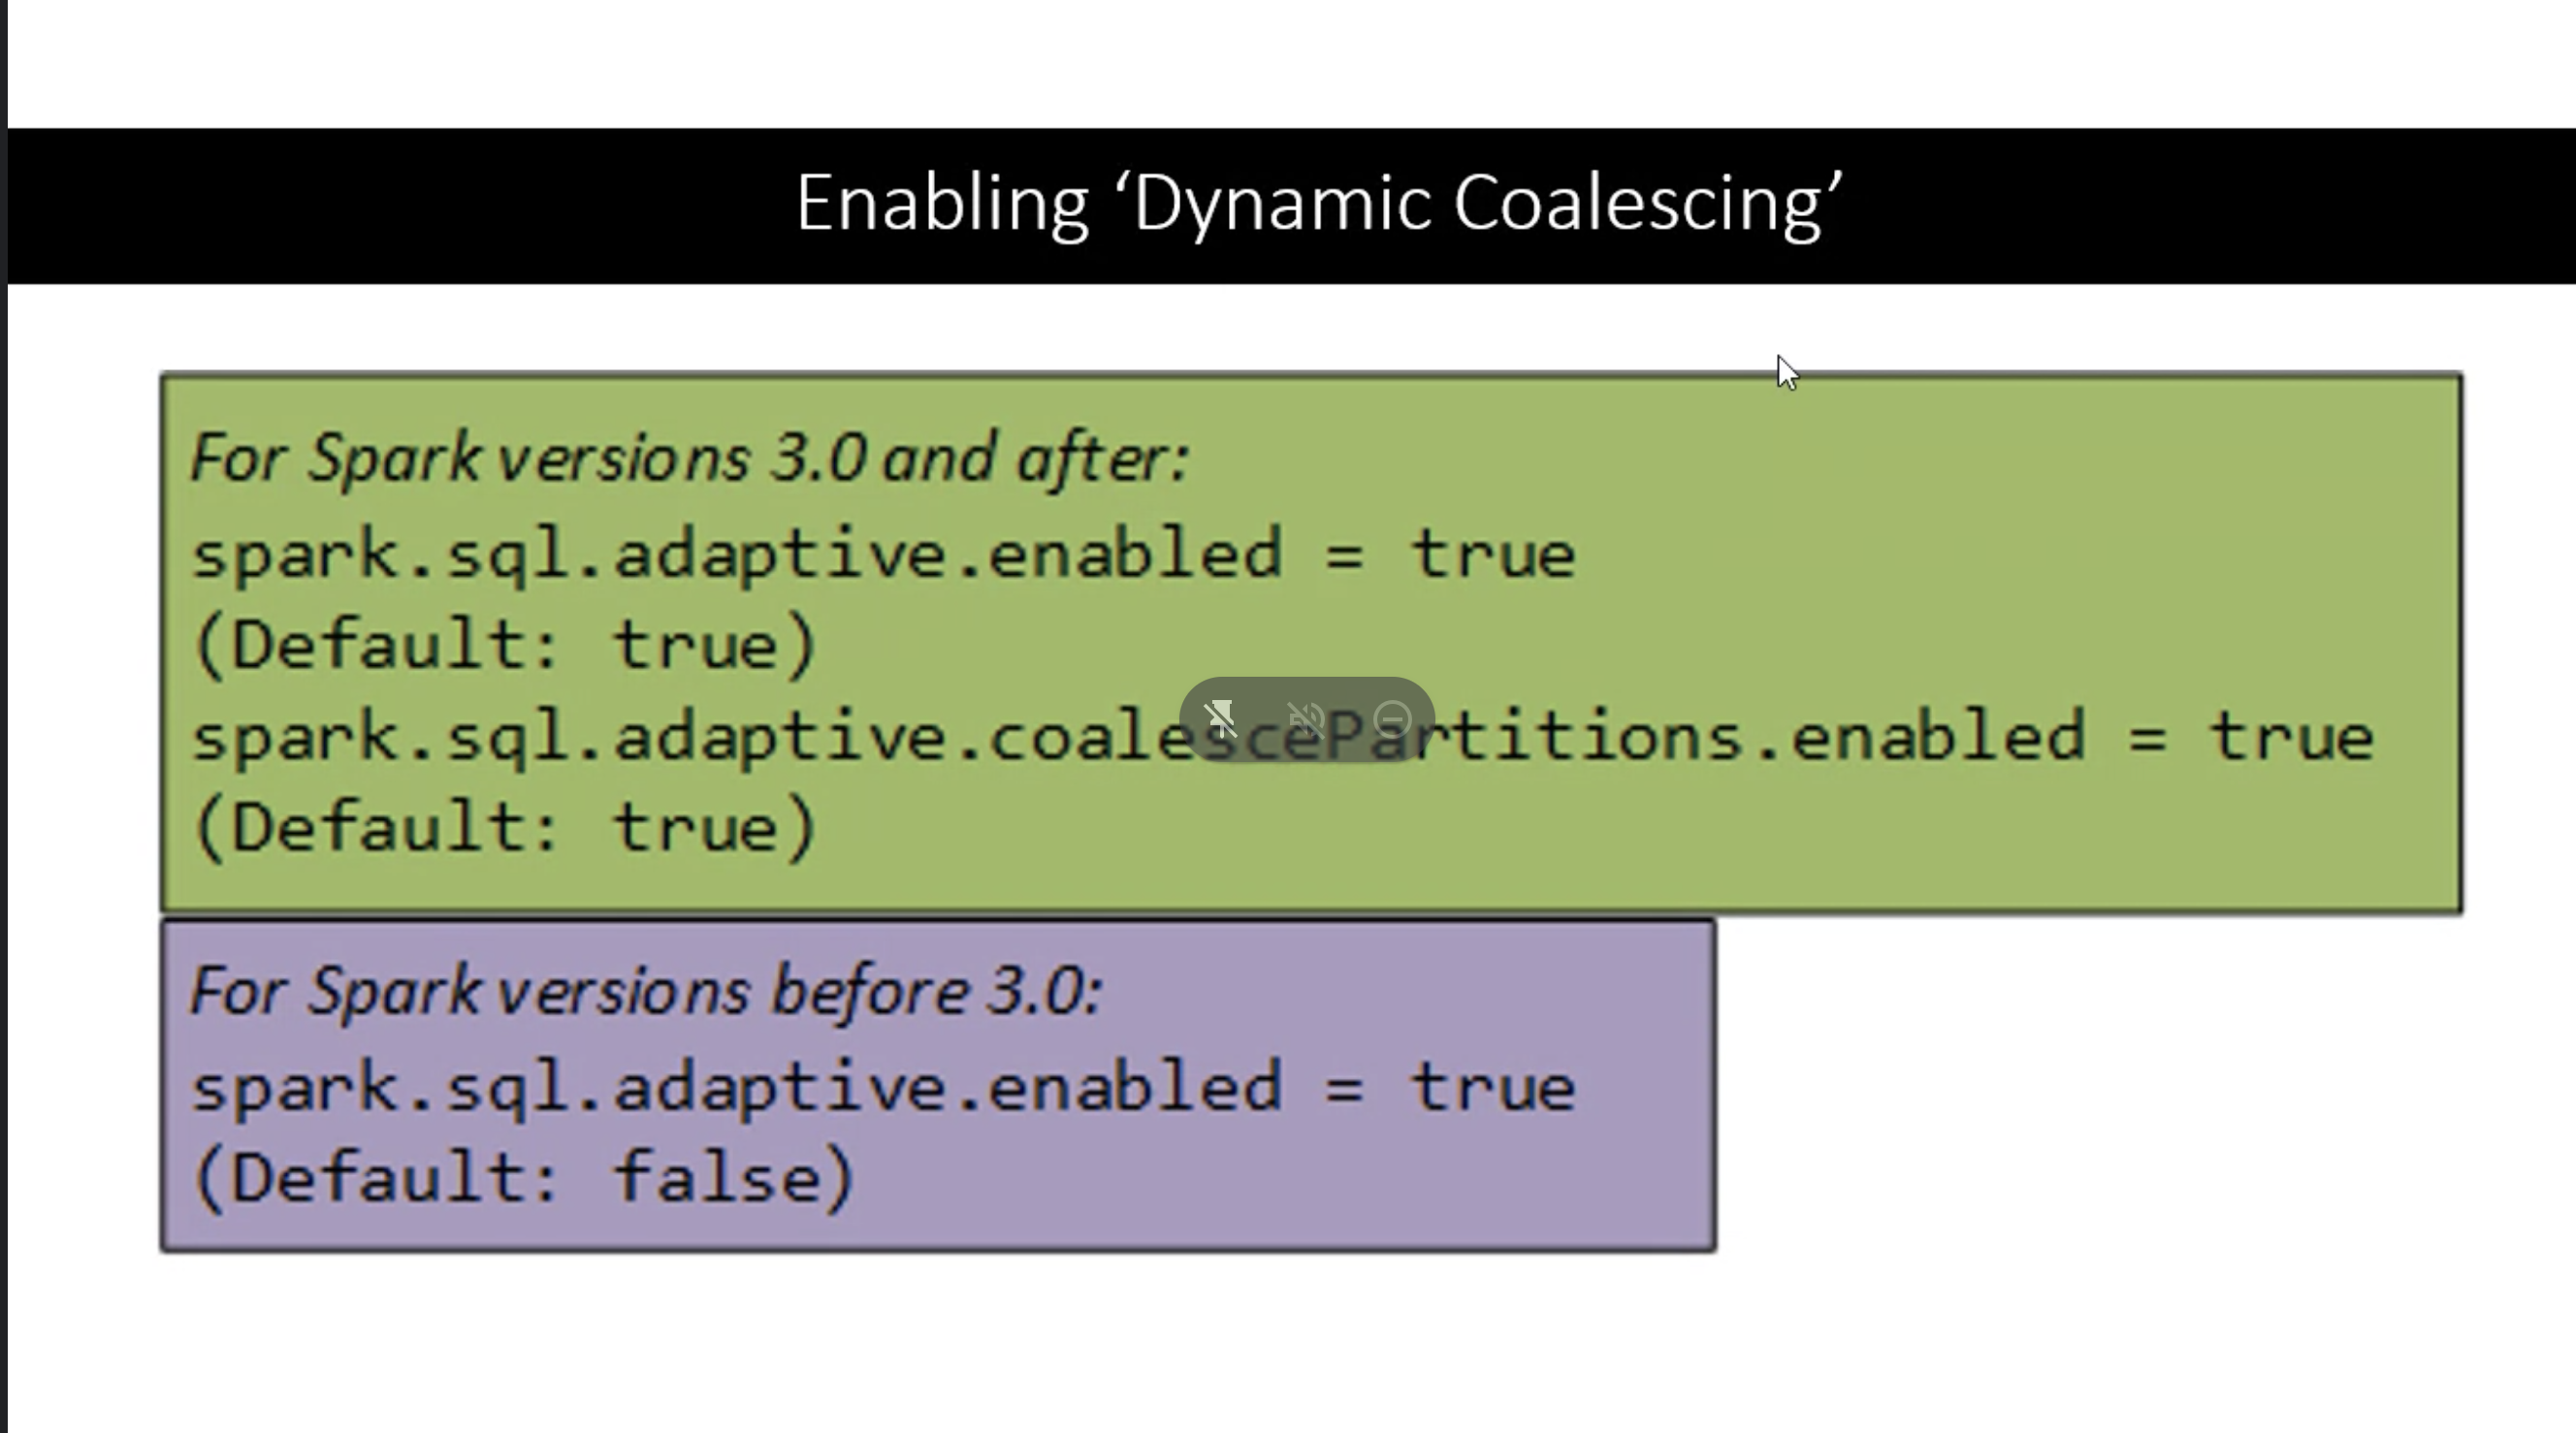 Enabling ‘Dynamic Coalescing’
For Spark versions 3.0 and after:
spark.sql.adaptive.enabled = true
(Default: true)
spark.sql.adaptive.coalescePartitions.enabled = true
(Default: true)
For Spark versions before 3.0:
spark.sql.adaptive.enabled = true
(Default: false)